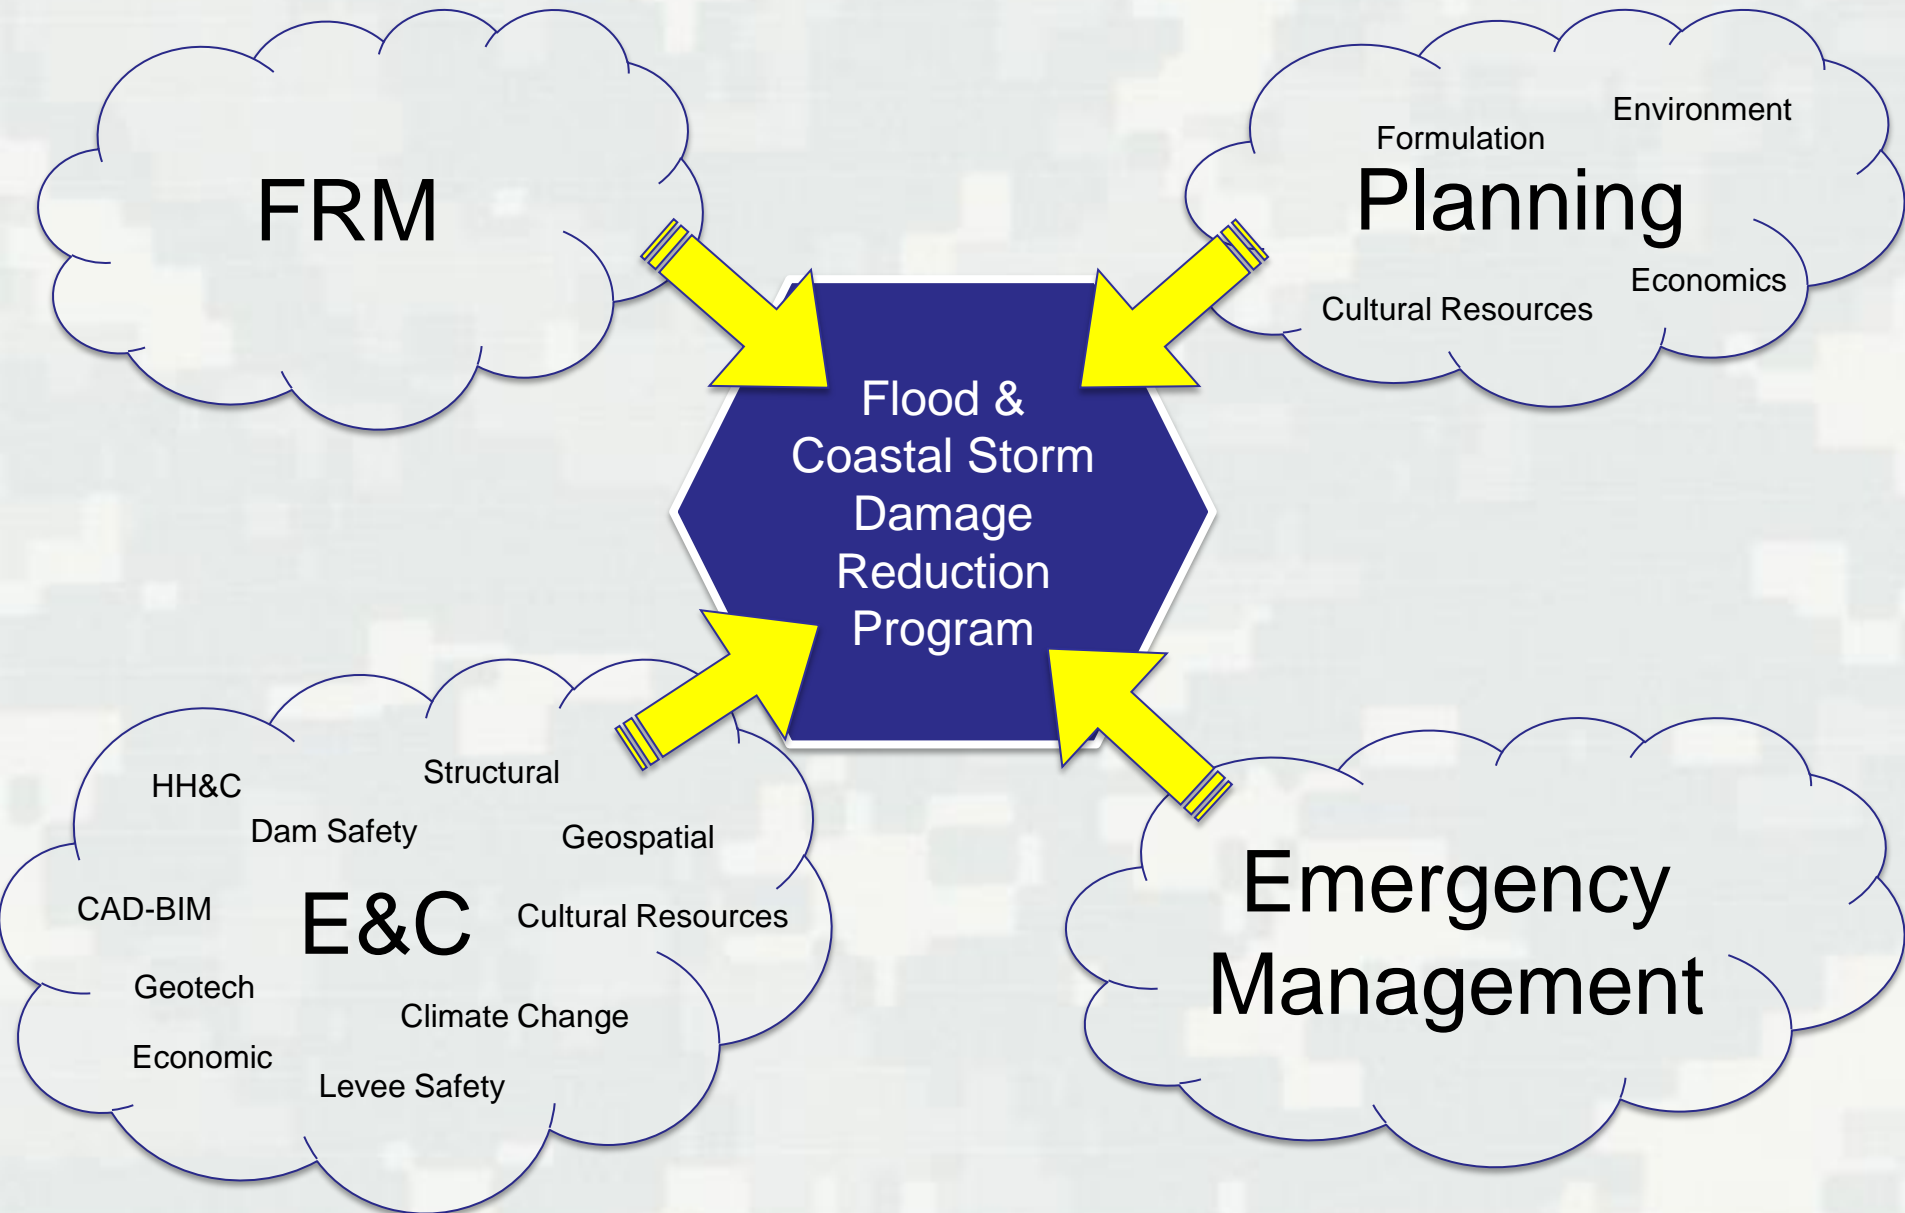 FRM
Environment
Formulation
Planning
Economics
Cultural Resources
Flood &
Coastal Storm
Damage
Reduction
Program
Structural
HH&C
Dam Safety
Geospatial
CAD-BIM
E&C
Cultural Resources
Geotech
Climate Change
Economic
Levee Safety
Emergency
Management